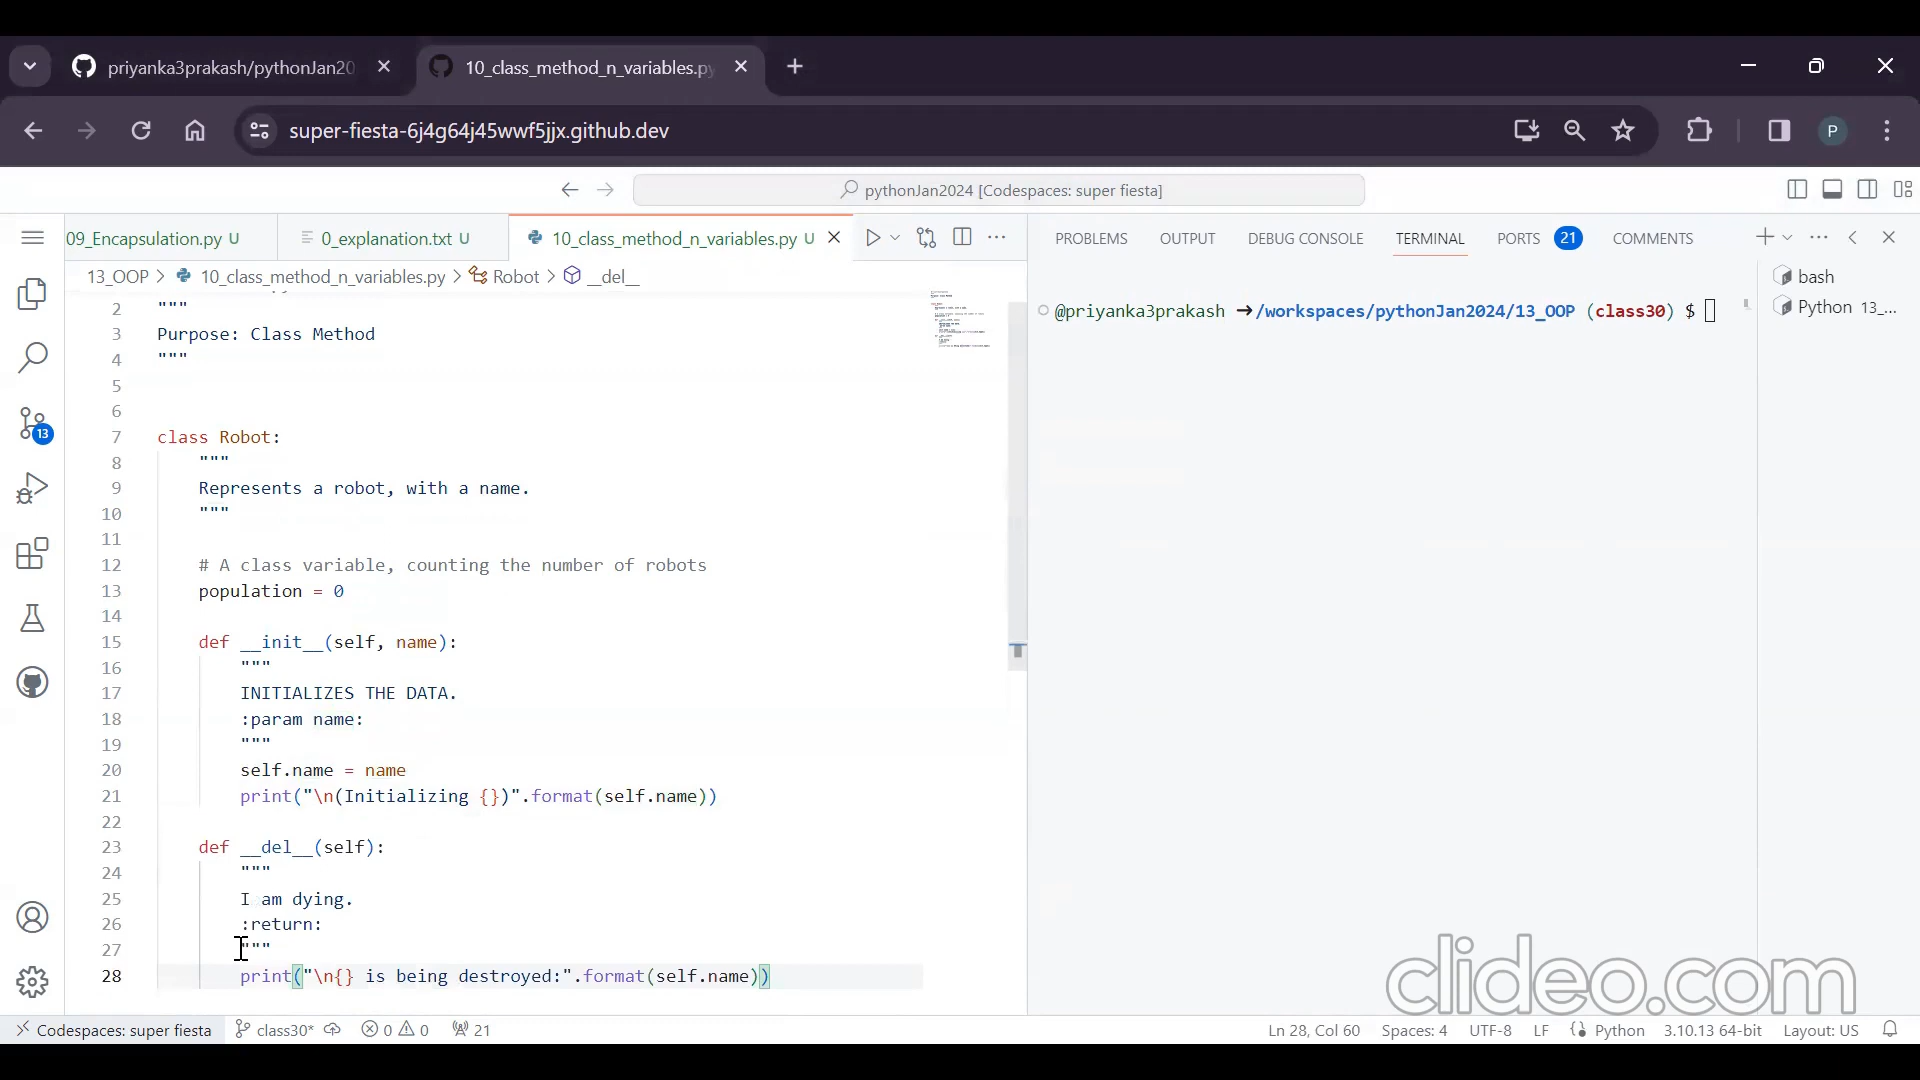 priyanka3prakash/pythonJan20
10_class_method_n_variables.py
super-fiesta-6j4g64j45wwf5jjx.github.dev
P
pythonJan2024 [Codespaces: super fiesta]
09_Encapsulation.py U
0_explanation.txt U
10_class_method_n_variables.py U
PROBLEMS OUTPUT DEBUG CONSOLE TERMINAL PORTS 21 COMMENTS
13_OOP > 10_class_method_n_variables.py > Robot > __del__
bash
Python 13_...
@priyanka3prakash ➜/workspaces/pythonJan2024/13_OOP (class30) $
2 """
3 Purpose: Class Method
4 """
5
6
7 class Robot:
8 """
9 Represents a robot, with a name.
10 """
11
12 # A class variable, counting the number of robots
13 population = 0
14
15 def __init__(self, name):
16 """
17 INITIALIZES THE DATA.
18 :param name:
19 """
20 self.name = name
21 print("\n(Initializing {})".format(self.name))
22
23 def __del__(self):
24 """
25 I am dying.
26 :return:
27 """
28 print("\n{} is being destroyed:".format(self.name))
13
clideo.com
Codespaces: super fiesta class30* 0 0 21
Ln 28, Col 60 Spaces: 4 UTF-8 LF Python 3.10.13 64-bit Layout: US